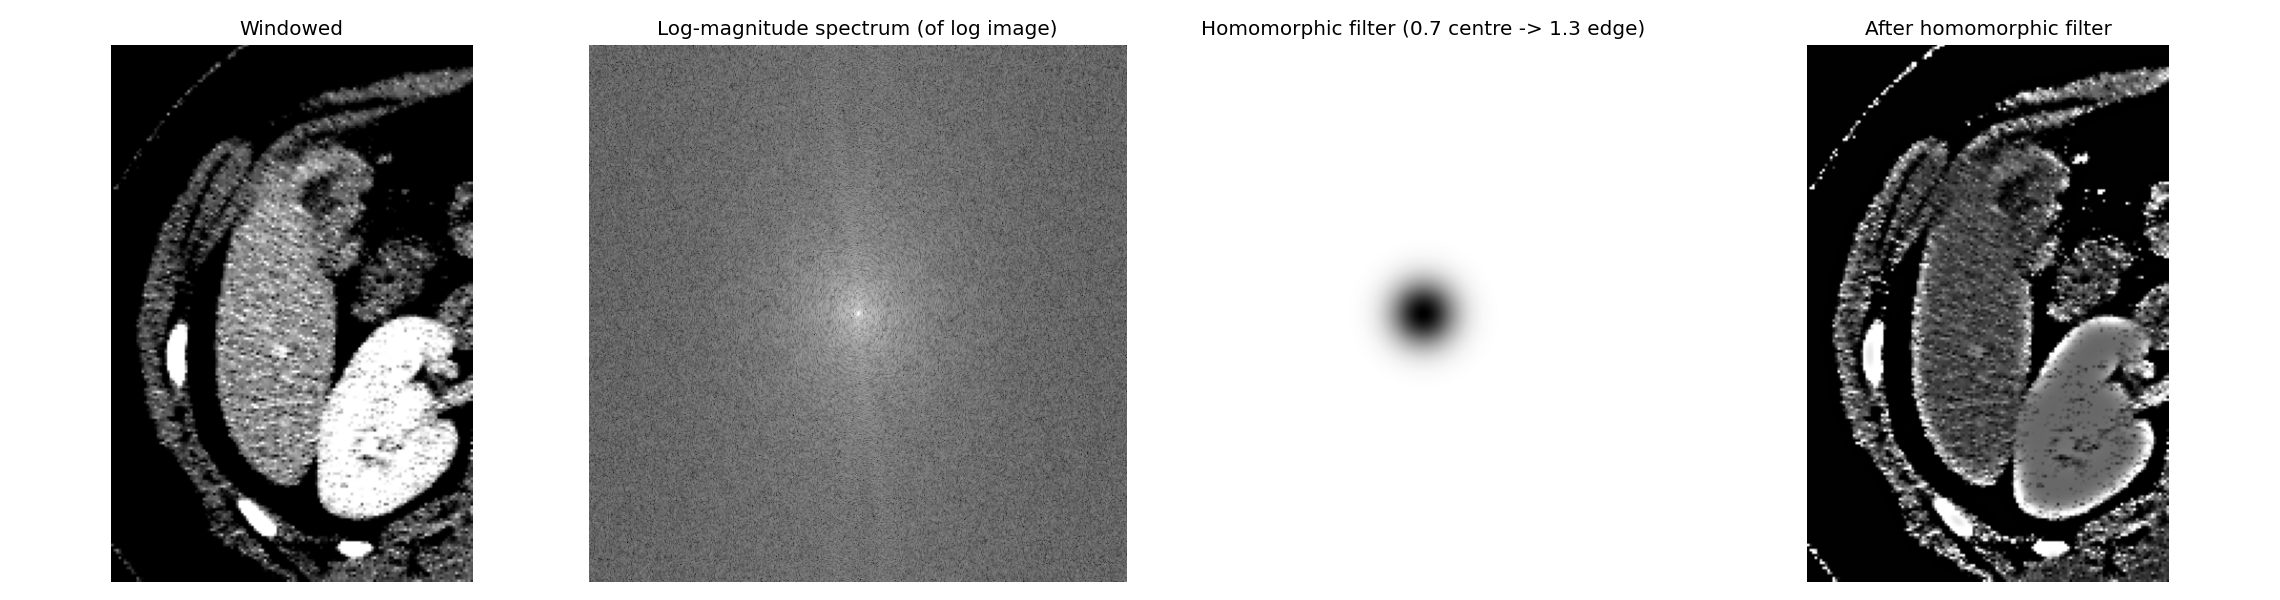 Windowed
Log-magnitude spectrum (of log image)
Homomorphic filter (0.7 centre -> 1.3 edge)
After homomorphic filter